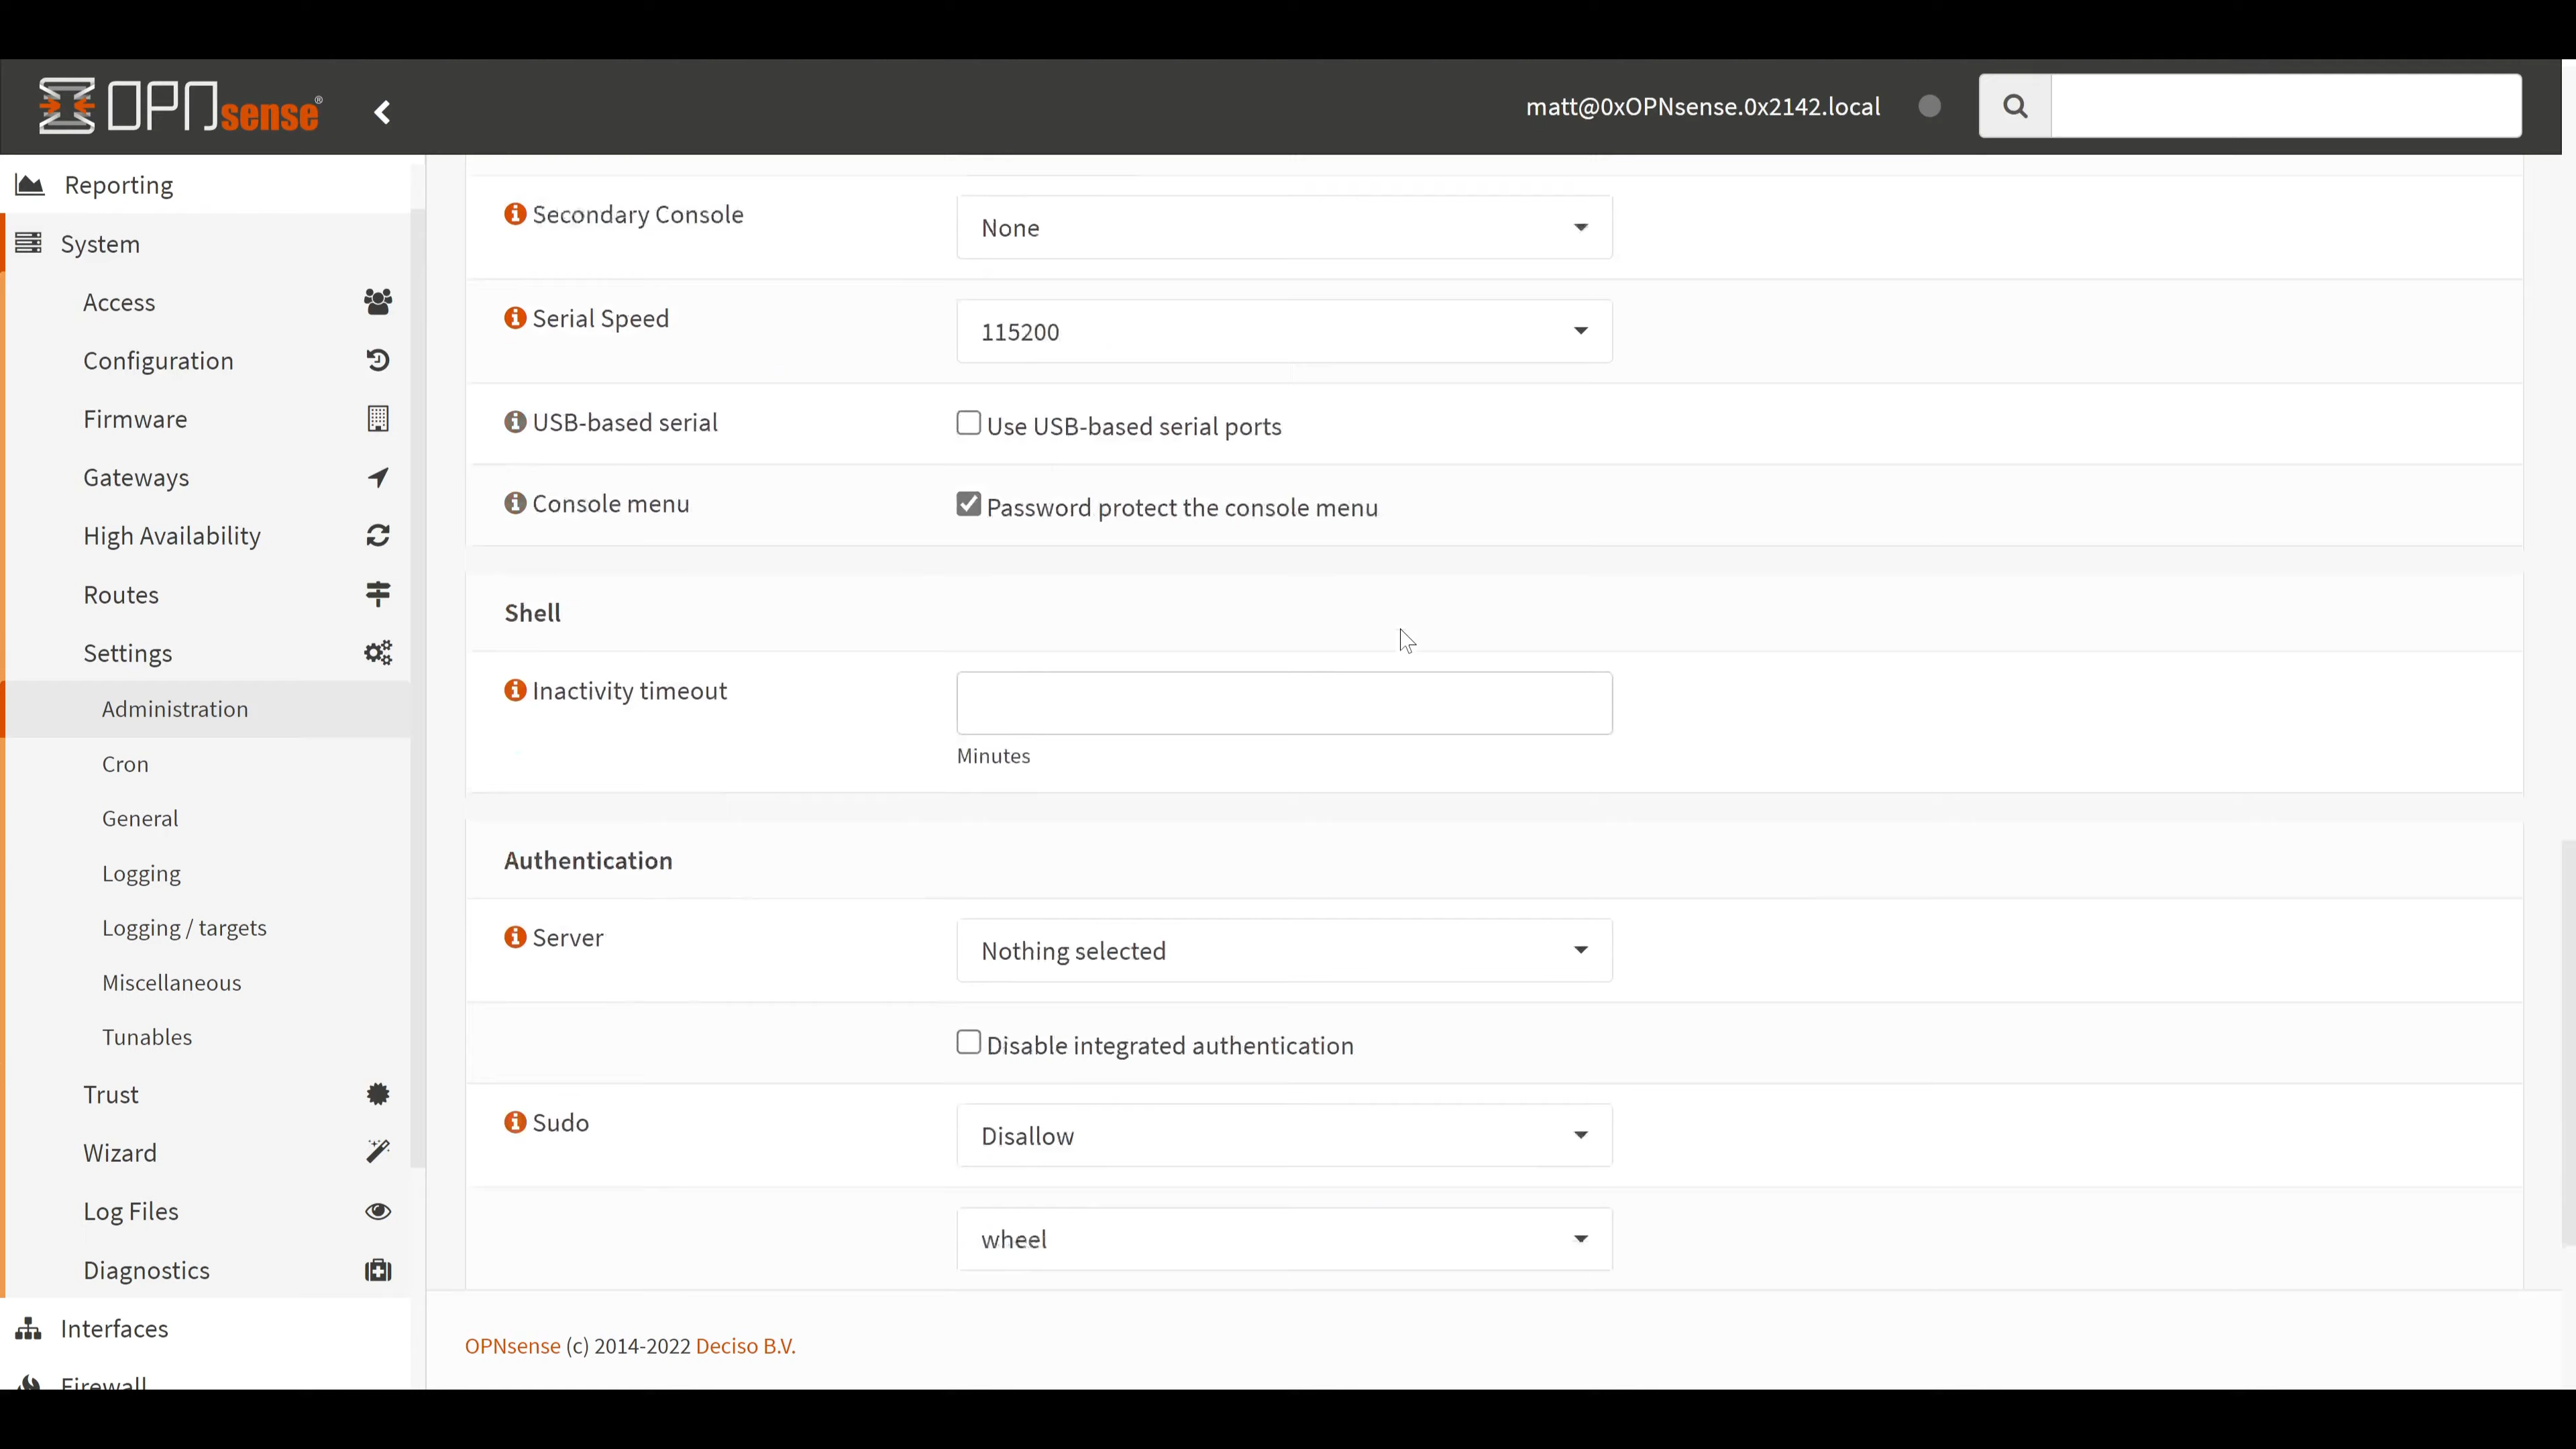 OPNsense®
matt@0xOPNsense.0x2142.local
Reporting
System
Access
Configuration
Firmware
Gateways
High Availability
Routes
Settings
Administration
Cron
General
Logging
Logging / targets
Miscellaneous
Tunables
Trust
Wizard
Log Files
Diagnostics
Interfaces
Firewall
Secondary Console
None
Serial Speed
115200
USB-based serial
Use USB-based serial ports
Console menu
Password protect the console menu
Shell
Inactivity timeout
Minutes
Authentication
Server
Nothing selected
Disable integrated authentication
Sudo
Disallow
wheel
OPNsense (c) 2014-2022 Deciso B.V.